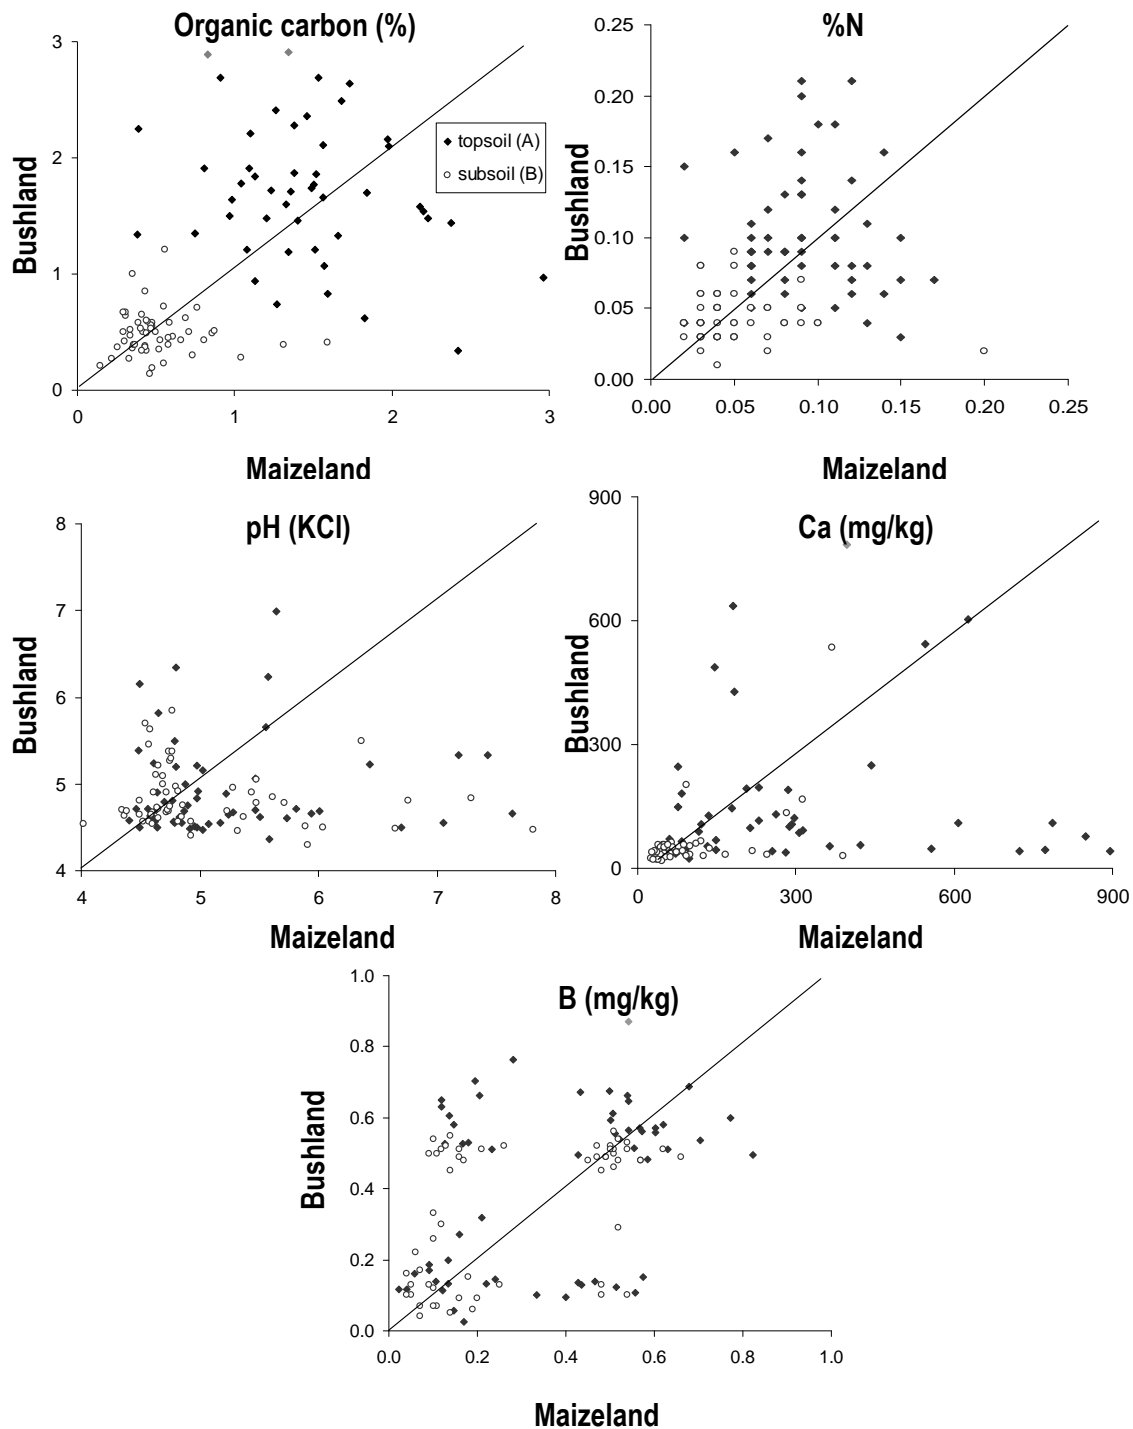 Organic carbon (%)
3
2
1
0
0
1
2
3
Bushland
Maizeland
topsoil (A)
subsoil (B)
%N
0.25
0.20
0.15
0.10
0.05
0.00
0.00
0.05
0.10
0.15
0.20
0.25
Bushland
Maizeland
pH (KCl)
8
7
6
5
4
4
5
6
7
8
Bushland
Maizeland
Ca (mg/kg)
900
600
300
0
0
300
600
900
Bushland
Maizeland
B (mg/kg)
1.0
0.8
0.6
0.4
0.2
0.0
0.0
0.2
0.4
0.6
0.8
1.0
Bushland
Maizeland